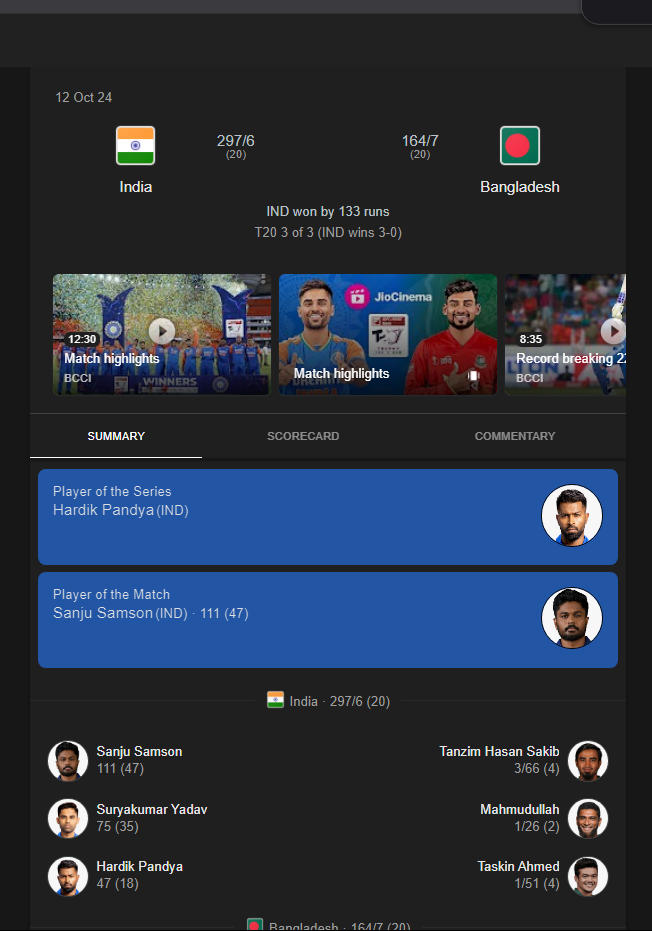 12 Oct 24
297/6
(20)
164/7
(20)
India
Bangladesh
IND won by 133 runs
T20 3 of 3 (IND wins 3-0)
12:30
Match highlights
BCCI
WINNERS
JioCinema
Match highlights
8:35
Record breaking
BCCI
SUMMARY
SCORECARD
COMMENTARY
Player of the Series
Hardik Pandya (IND)
Player of the Match
Sanju Samson (IND) · 111 (47)
India · 297/6 (20)
Sanju Samson
111 (47)
Tanzim Hasan Sakib
3/66 (4)
Suryakumar Yadav
75 (35)
Mahmudullah
1/26 (2)
Hardik Pandya
47 (18)
Taskin Ahmed
1/51 (4)
Bangladesh · 164/7 (20)